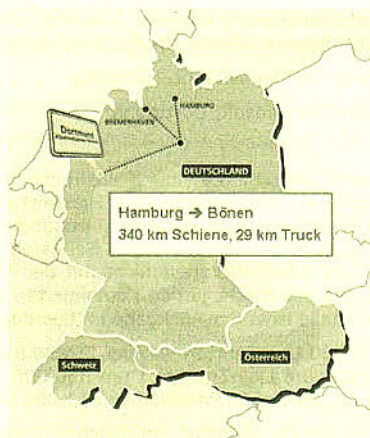 HAMBURG
BREMERHAVEN
Dortmund
DEUTSCHLAND
Hamburg → Bönen
340 km Schiene, 29 km Truck
Schweiz
Österreich